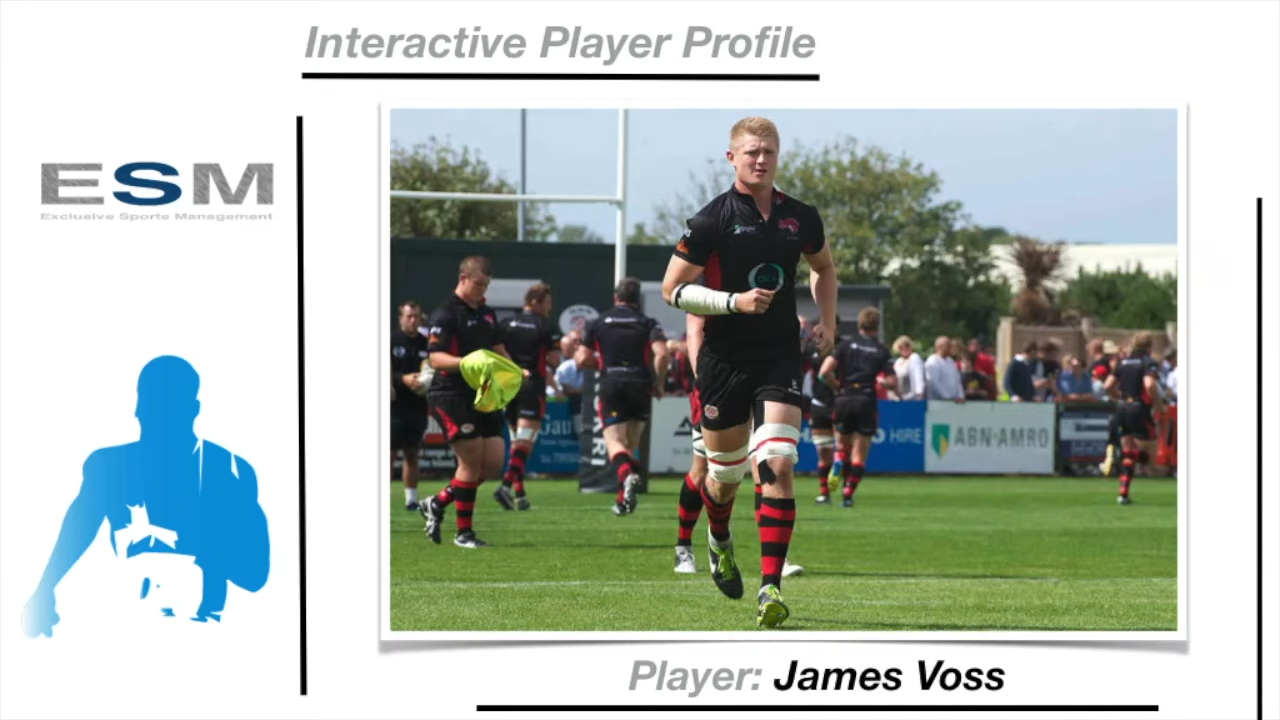 Interactive Player Profile
ESM
Exclusive Sports Management
HIRE
ABN·AMRO
Player: James Voss